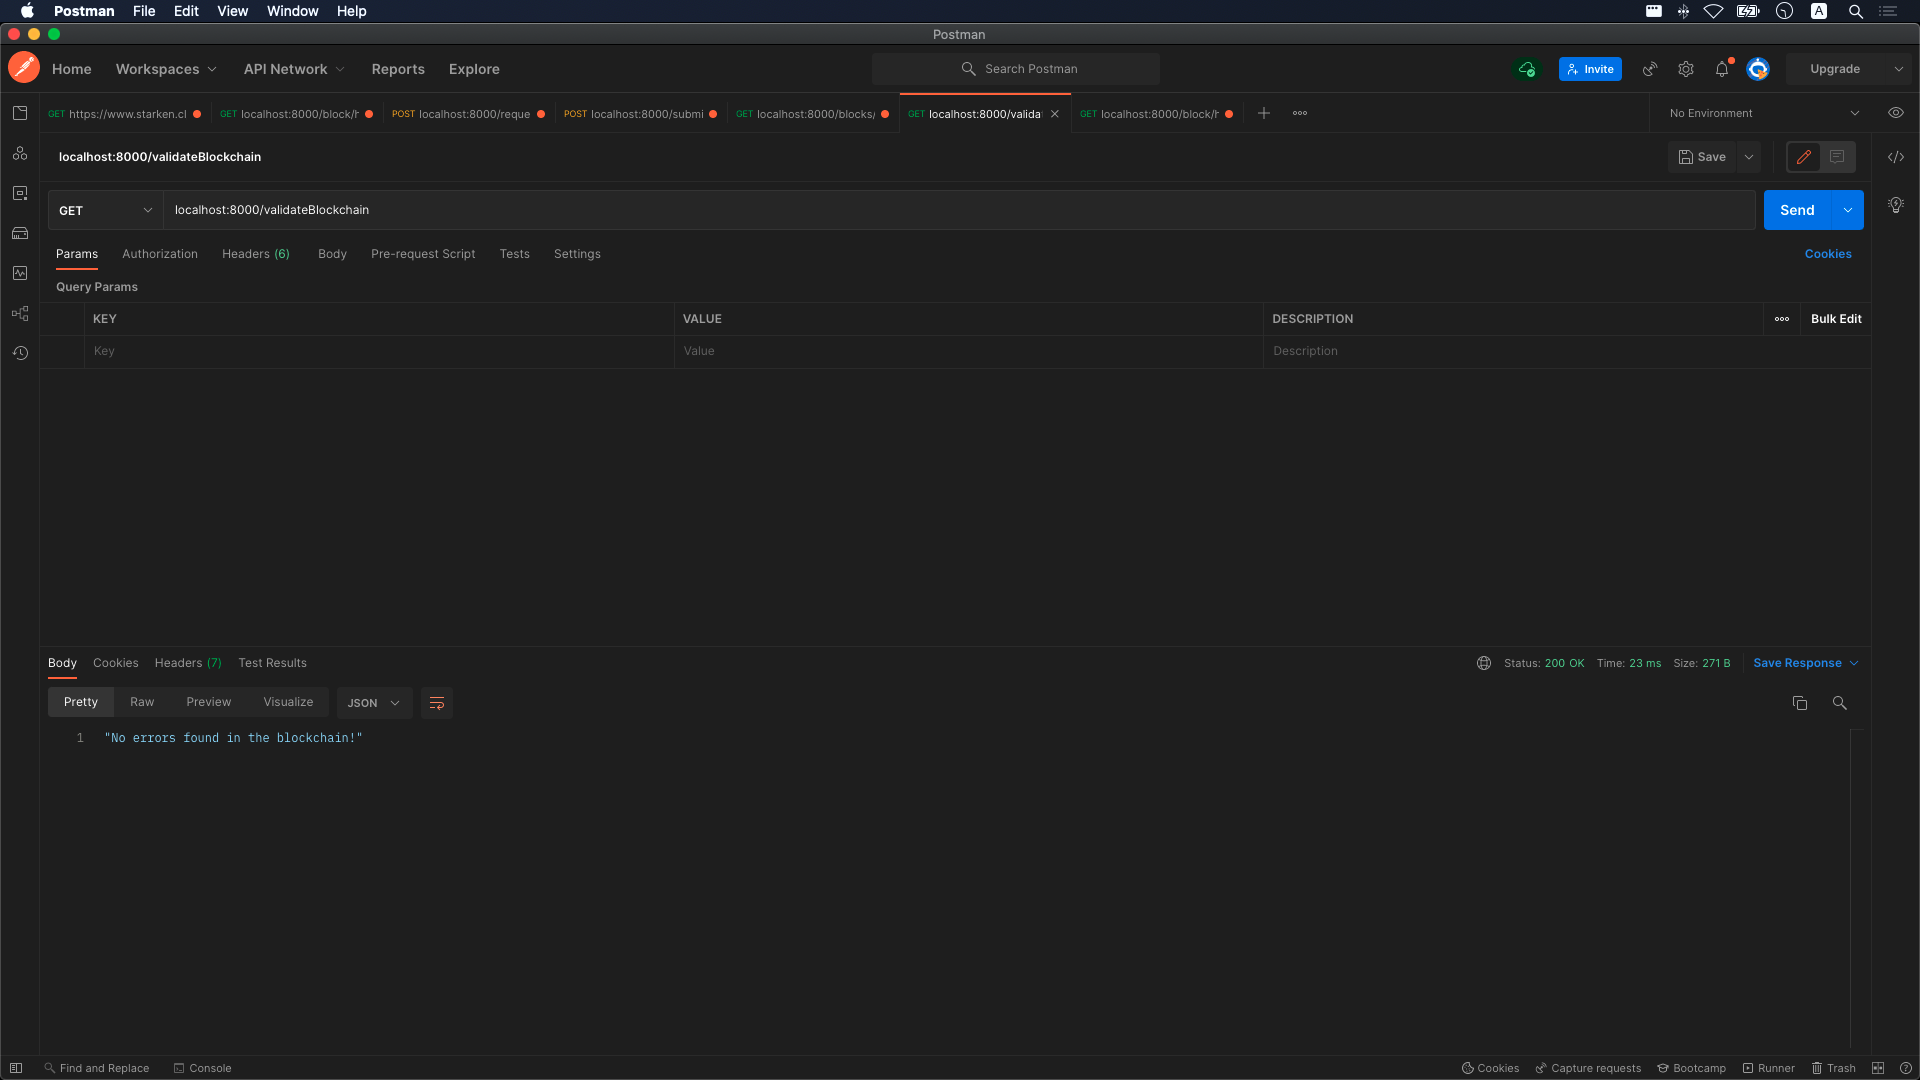 Postman File Edit View Window Help
A
Postman
Home Workspaces API Network Reports Explore
Search Postman
Invite
Upgrade
GET https://www.starken.cl
GET localhost:8000/block/h
POST localhost:8000/reque
POST localhost:8000/submi
GET localhost:8000/blocks/
GET localhost:8000/valida
GET localhost:8000/block/h
No Environment
localhost:8000/validateBlockchain
Save
GET
localhost:8000/validateBlockchain
Send
Params Authorization Headers (6) Body Pre-request Script Tests Settings
Cookies
Query Params
KEY VALUE DESCRIPTION Bulk Edit
Key Value Description
Body Cookies Headers (7) Test Results
Status: 200 OK Time: 23 ms Size: 271 B Save Response
Pretty Raw Preview Visualize JSON
1 "No errors found in the blockchain!"
Find and Replace Console
Cookies Capture requests Bootcamp Runner Trash